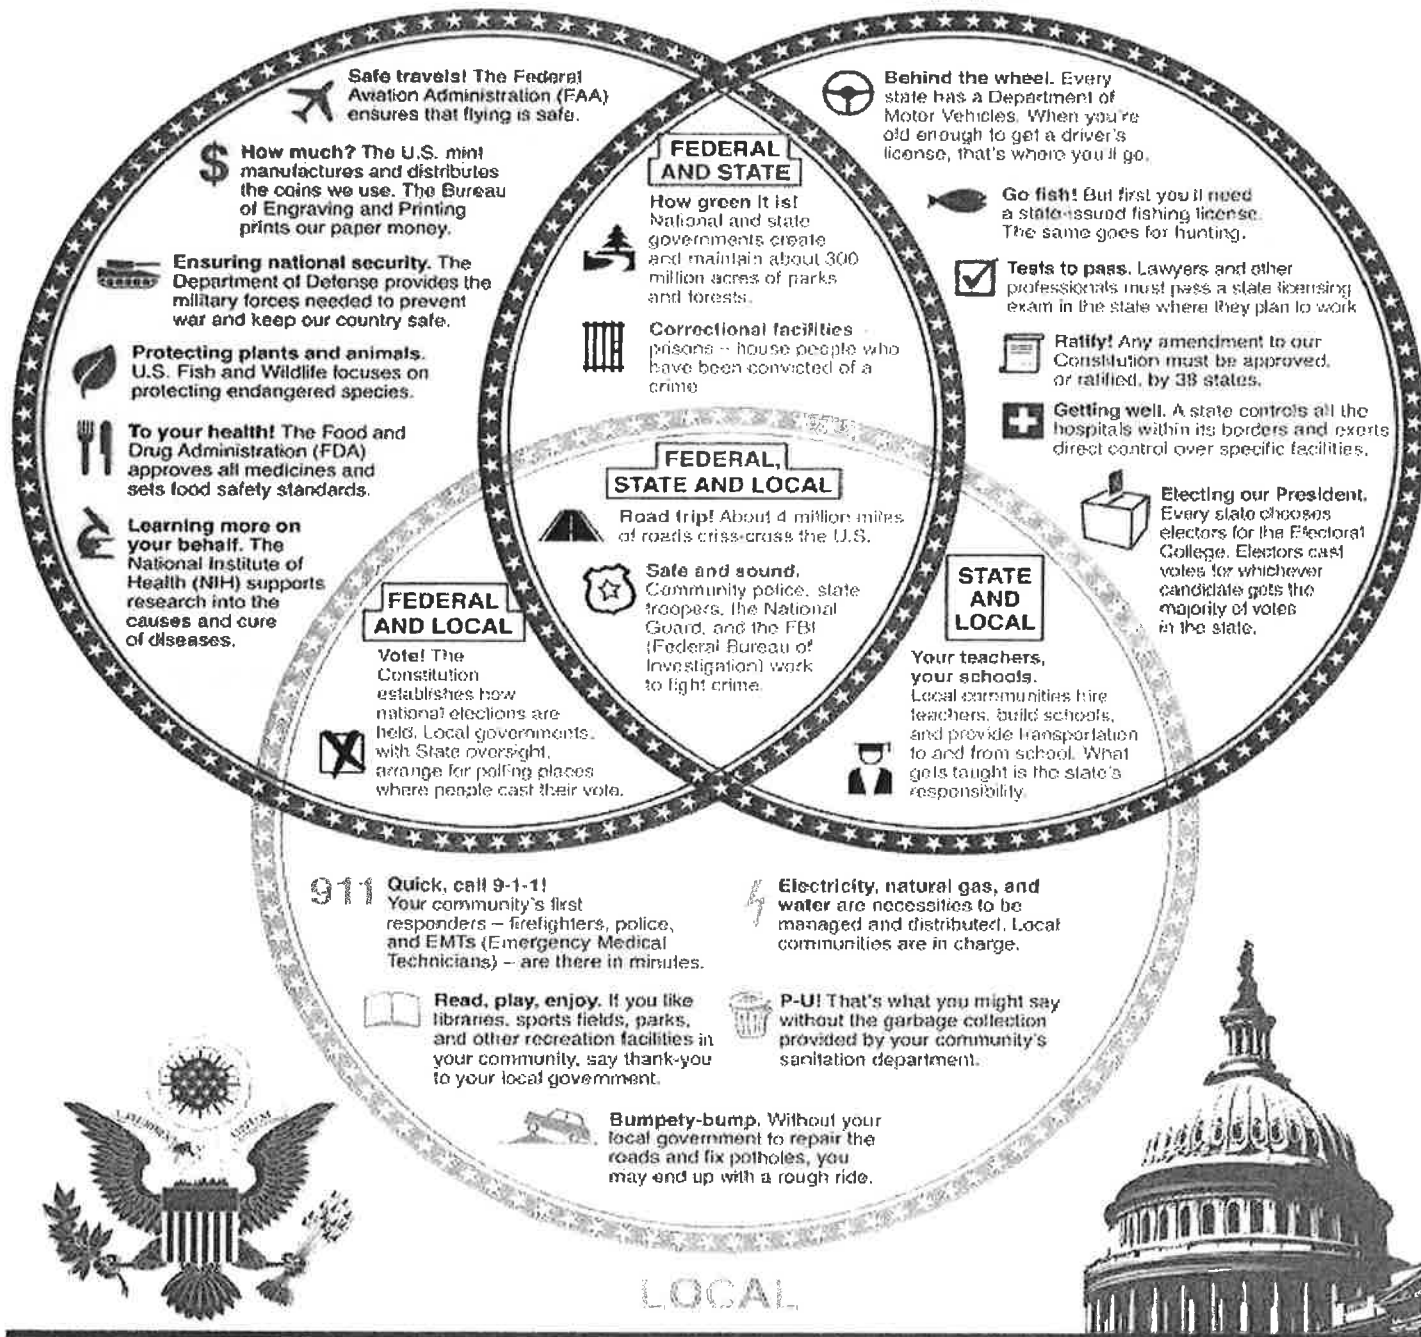 Safe travels! The Federal
Aviation Administration (FAA)
ensures that flying is safe.
How much? The U.S. mint
manufactures and distributes
the coins we use. The Bureau
of Engraving and Printing
prints our paper money.
Ensuring national security. The
Department of Defense provides the
military forces needed to prevent
war and keep our country safe.
Protecting plants and animals.
U.S. Fish and Wildlife focuses on
protecting endangered species.
To your health! The Food and
Drug Administration (FDA)
approves all medicines and
sets food safety standards.
Learning more on
your behalf. The
National Institute of
Health (NIH) supports
research into the
causes and cure
of diseases.
FEDERAL
AND STATE
How green it is!
National and state
governments create
and maintain about 300
million acres of parks
and forests.
Correctional facilities –
prisons – house people who
have been convicted of a
crime
Behind the wheel. Every
state has a Department of
Motor Vehicles. When you're
old enough to get a driver's
license, that's where you'll go.
Go fish! But first you'll need
a state-issued fishing license.
The same goes for hunting.
Tests to pass. Lawyers and other
professionals must pass a state licensing
exam in the state where they plan to work
Ratify! Any amendment to our
Constitution must be approved,
or ratified, by 38 states.
Getting well. A state controls all the
hospitals within its borders and exerts
direct control over specific facilities.
Electing our President.
Every state chooses
electors for the Electoral
College. Electors cast
votes for whichever
candidate gets the
majority of votes
in the state.
FEDERAL,
STATE AND LOCAL
Road trip! About 4 million miles
of roads criss-cross the U.S.
Safe and sound.
Community police, state
troopers, the National
Guard, and the FBI
(Federal Bureau of
Investigation) work
to fight crime.
FEDERAL
AND LOCAL
Vote! The
Constitution
establishes how
national elections are
held. Local governments,
with State oversight,
arrange for polling places
where people cast their vote.
STATE
AND
LOCAL
Your teachers,
your schools.
Local communities hire
teachers, build schools,
and provide transportation
to and from school. What
gets taught is the state's
responsibility.
911
Quick, call 9-1-1!
Your community's first
responders – firefighters, police,
and EMTs (Emergency Medical
Technicians) – are there in minutes.
Electricity, natural gas, and
water are necessities to be
managed and distributed. Local
communities are in charge.
Read, play, enjoy. If you like
libraries, sports fields, parks,
and other recreation facilities in
your community, say thank-you
to your local government.
P-U! That's what you might say
without the garbage collection
provided by your community's
sanitation department.
Bumpety-bump. Without your
local government to repair the
roads and fix potholes, you
may end up with a rough ride.
LOCAL